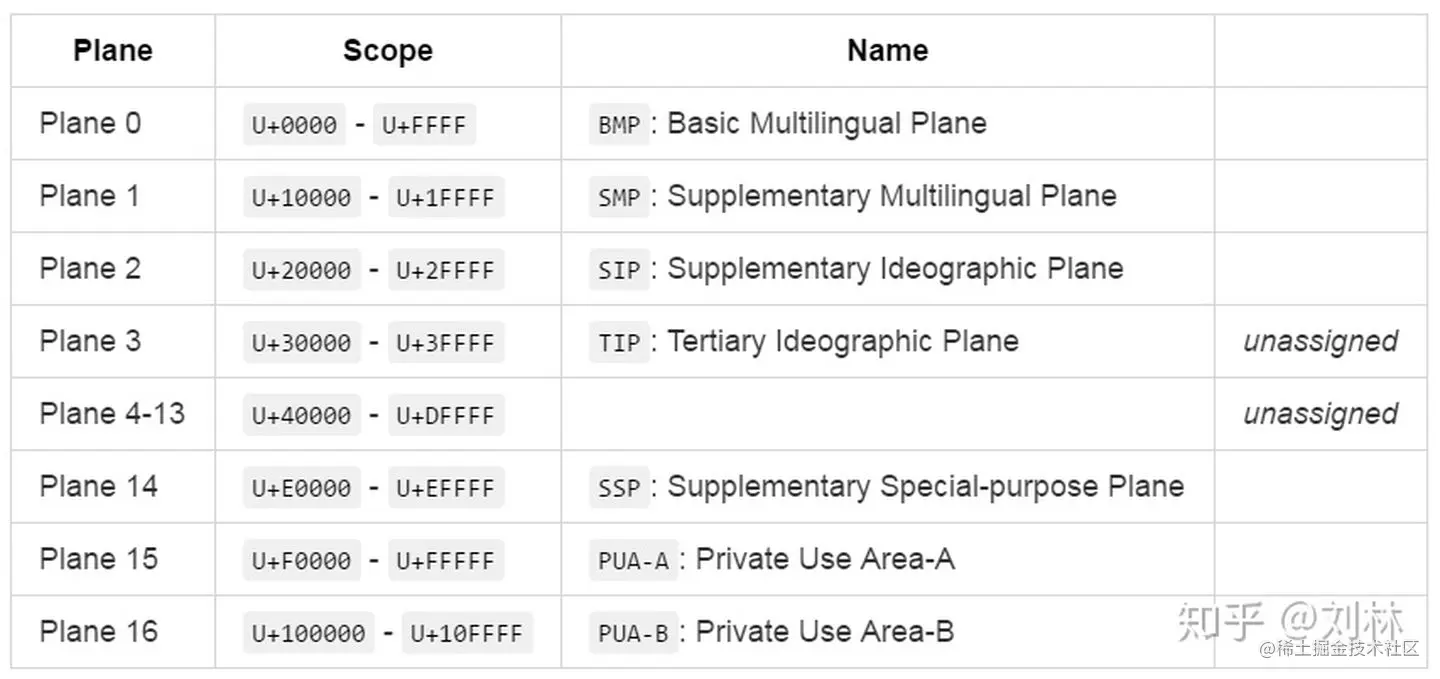 Plane Scope Name
Plane 0 U+0000 - U+FFFF BMP: Basic Multilingual Plane
Plane 1 U+10000 - U+1FFFF SMP: Supplementary Multilingual Plane
Plane 2 U+20000 - U+2FFFF SIP: Supplementary Ideographic Plane
Plane 3 U+30000 - U+3FFFF TIP: Tertiary Ideographic Plane unassigned
Plane 4-13 U+40000 - U+DFFFF unassigned
Plane 14 U+E0000 - U+EFFFF SSP: Supplementary Special-purpose Plane
Plane 15 U+F0000 - U+FFFFF PUA-A: Private Use Area-A
Plane 16 U+100000 - U+10FFFF PUA-B: Private Use Area-B
知乎 @刘林
@稀土掘金技术社区